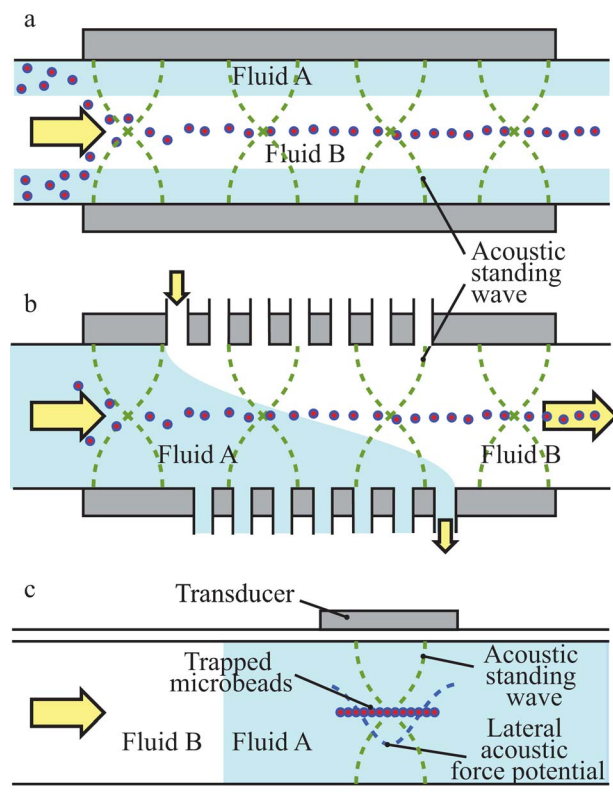 a
Fluid A
Fluid B
Acoustic
standing
wave
b
Fluid A
Fluid B
c
Transducer
Trapped
microbeads
Acoustic
standing
wave
Fluid B
Fluid A
Lateral
acoustic
force potential